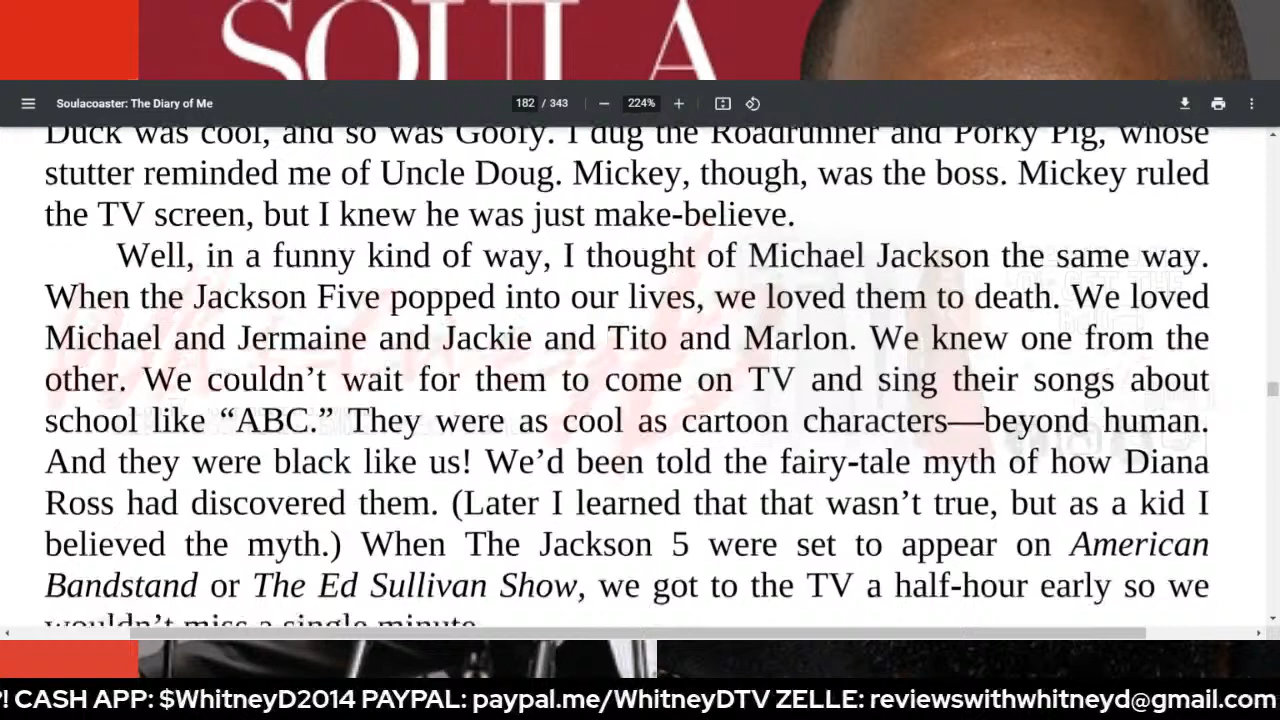 SOULA
Soulacoaster: The Diary of Me
182 / 343
224%
Duck was cool, and so was Goofy. I dug the Roadrunner and Porky Pig, whose
stutter reminded me of Uncle Doug. Mickey, though, was the boss. Mickey ruled
the TV screen, but I knew he was just make-believe.
Well, in a funny kind of way, I thought of Michael Jackson the same way.
When the Jackson Five popped into our lives, we loved them to death. We loved
Michael and Jermaine and Jackie and Tito and Marlon. We knew one from the
other. We couldn’t wait for them to come on TV and sing their songs about
school like “ABC.” They were as cool as cartoon characters—beyond human.
And they were black like us! We’d been told the fairy-tale myth of how Diana
Ross had discovered them. (Later I learned that that wasn’t true, but as a kid I
believed the myth.) When The Jackson 5 were set to appear on American
Bandstand or The Ed Sullivan Show, we got to the TV a half-hour early so we
wouldn’t miss a single minute.
! CASH APP: $WhitneyD2014 PAYPAL: paypal.me/WhitneyDTV ZELLE: reviewswithwhitneyd@gmail.com